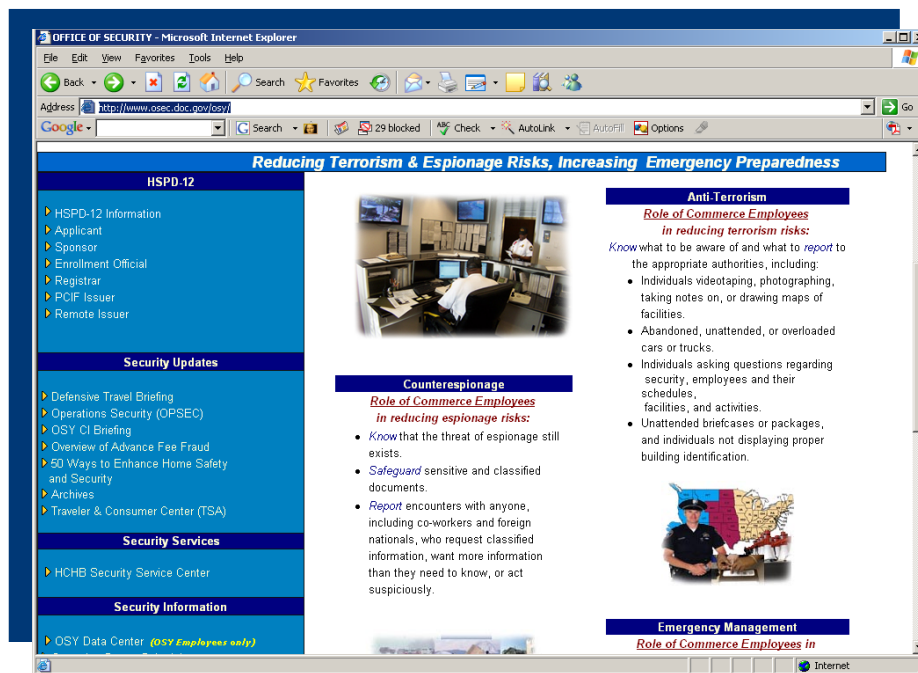 OFFICE OF SECURITY - Microsoft Internet Explorer
File Edit View Favorites Tools Help
Back Search Favorites
Address http://www.osec.doc.gov/osy/ Go
Google Search 29 blocked ABC Check AutoLink AutoFill Options
Reducing Terrorism & Espionage Risks, Increasing Emergency Preparedness
HSPD-12
HSPD-12 Information
Applicant
Sponsor
Enrollment Official
Registrar
PCIF Issuer
Remote Issuer
Security Updates
Defensive Travel Briefing
Operations Security (OPSEC)
OSY CI Briefing
Overview of Advance Fee Fraud
50 Ways to Enhance Home Safety
and Security
Archives
Traveler & Consumer Center (TSA)
Security Services
HCHB Security Service Center
Security Information
OSY Data Center (OSY Employees only)
Counterespionage
Role of Commerce Employees
in reducing espionage risks:
• Know that the threat of espionage still
exists.
• Safeguard sensitive and classified
documents.
• Report encounters with anyone,
including co-workers and foreign
nationals, who request classified
information, want more information
than they need to know, or act
suspiciously.
Anti-Terrorism
Role of Commerce Employees
in reducing terrorism risks:
Know what to be aware of and what to report to
the appropriate authorities, including:
• Individuals videotaping, photographing,
taking notes on, or drawing maps of
facilities.
• Abandoned, unattended, or overloaded
cars or trucks.
• Individuals asking questions regarding
security, employees and their
schedules,
facilities, and activities.
• Unattended briefcases or packages,
and individuals not displaying proper
building identification.
Emergency Management
Role of Commerce Employees in
Internet